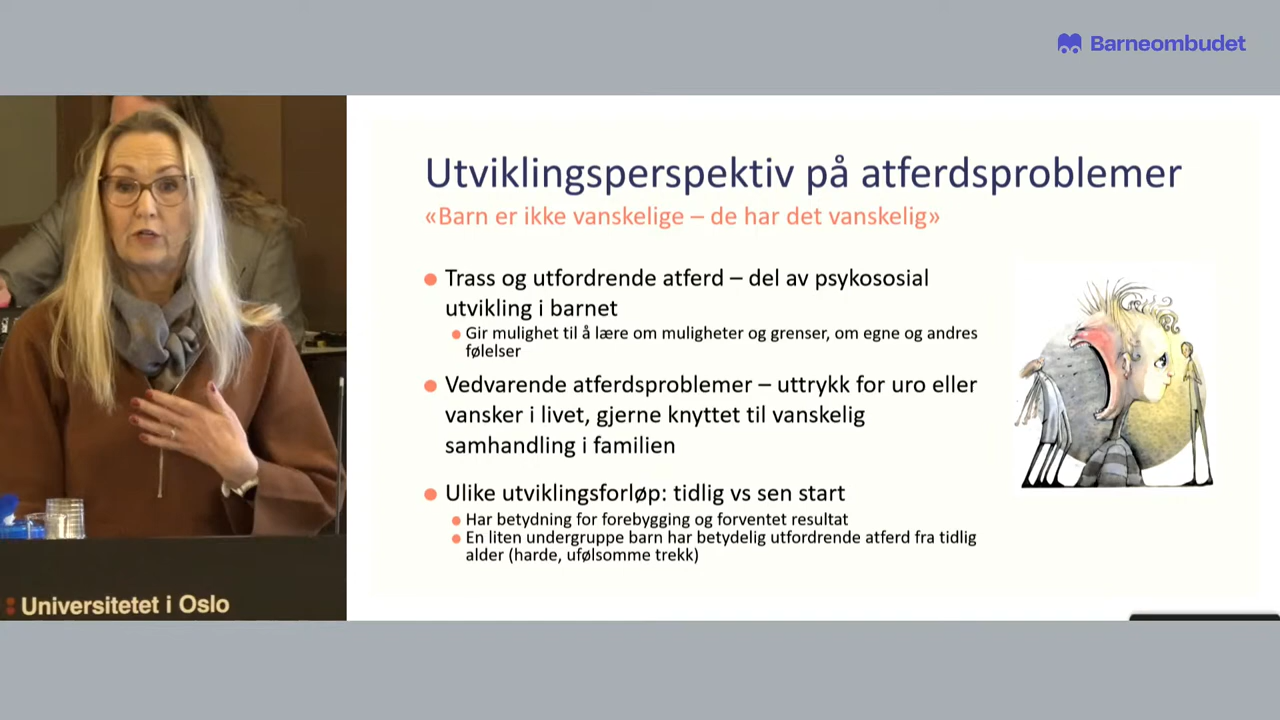 Barneombudet
Utviklingsperspektiv på atferdsproblemer
«Barn er ikke vanskelige – de har det vanskelig»
Trass og utfordrende atferd – del av psykososial
utvikling i barnet
Gir mulighet til å lære om muligheter og grenser, om egne og andres
følelser
Vedvarende atferdsproblemer – uttrykk for uro eller
vansker i livet, gjerne knyttet til vanskelig
samhandling i familien
Ulike utviklingsforløp: tidlig vs sen start
Har betydning for forebygging og forventet resultat
En liten undergruppe barn har betydelig utfordrende atferd fra tidlig
alder (harde, ufølsomme trekk)
Universitetet i Oslo